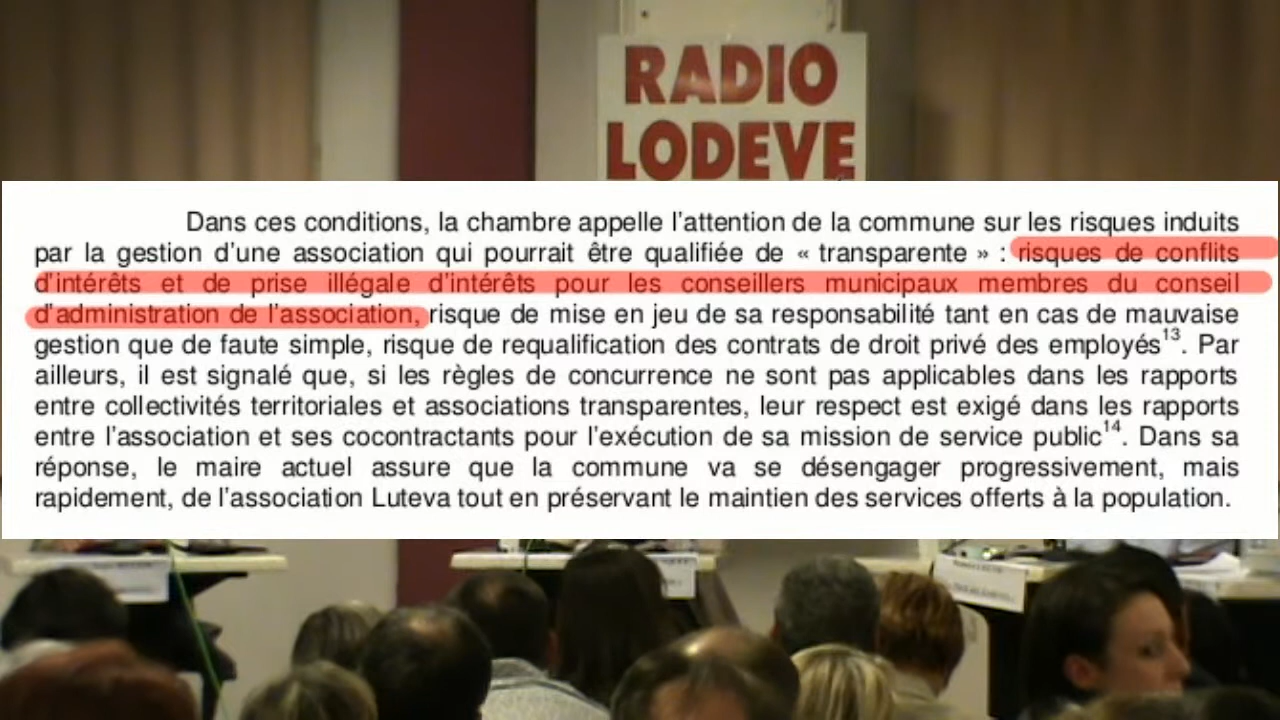 RADIO
LODEVE
Dans ces conditions, la chambre appelle l'attention de la commune sur les risques induits
par la gestion d'une association qui pourrait être qualifiée de « transparente » : risques de conflits
d'intérêts et de prise illégale d'intérêts pour les conseillers municipaux membres du conseil
d'administration de l'association, risque de mise en jeu de sa responsabilité tant en cas de mauvaise
gestion que de faute simple, risque de requalification des contrats de droit privé des employés13. Par
ailleurs, il est signalé que, si les règles de concurrence ne sont pas applicables dans les rapports
entre collectivités territoriales et associations transparentes, leur respect est exigé dans les rapports
entre l'association et ses cocontractants pour l'exécution de sa mission de service public14. Dans sa
réponse, le maire actuel assure que la commune va se désengager progressivement, mais
rapidement, de l'association Luteva tout en préservant le maintien des services offerts à la population.